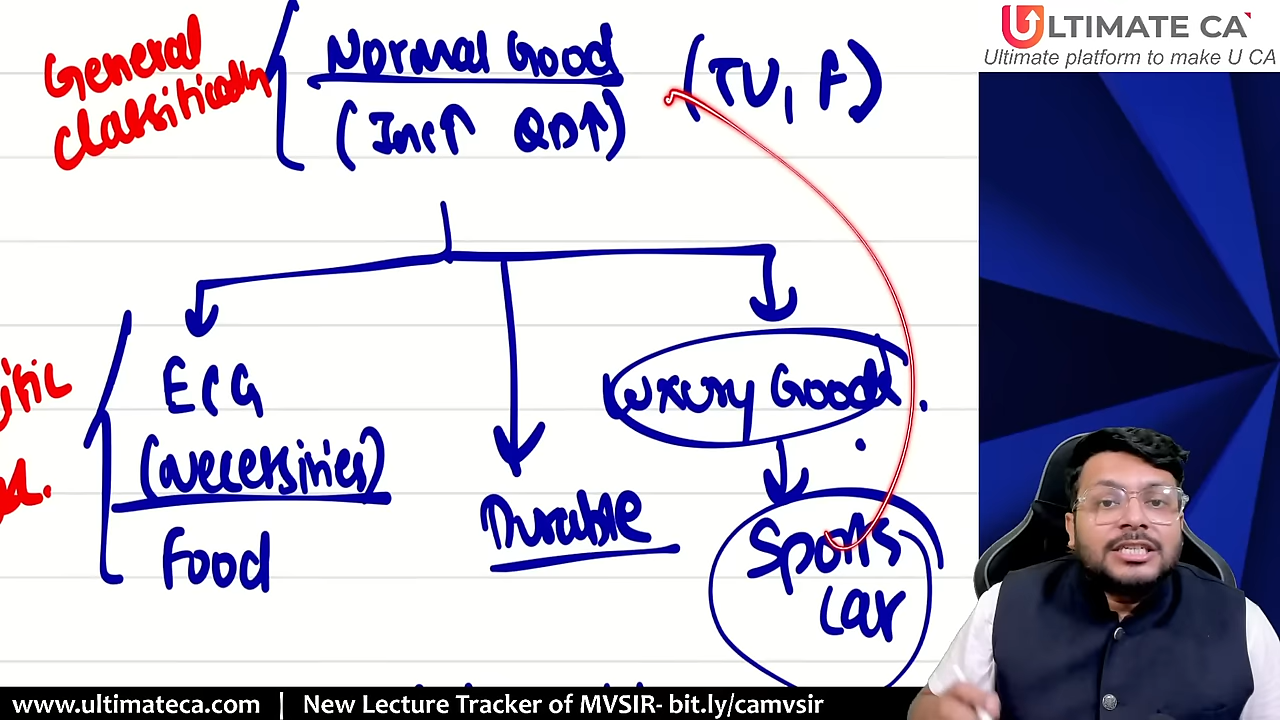 ULTIMATE CA
Ultimate platform to make U CA
General
classification
Normal Good
(Inc↑ QD↑)
(TV, F)
ECG
(Necessities)
Food
Durable
Luxury Good.
Sports
Car
www.ultimateca.com | New Lecture Tracker of MVSIR- bit.ly/camvsir